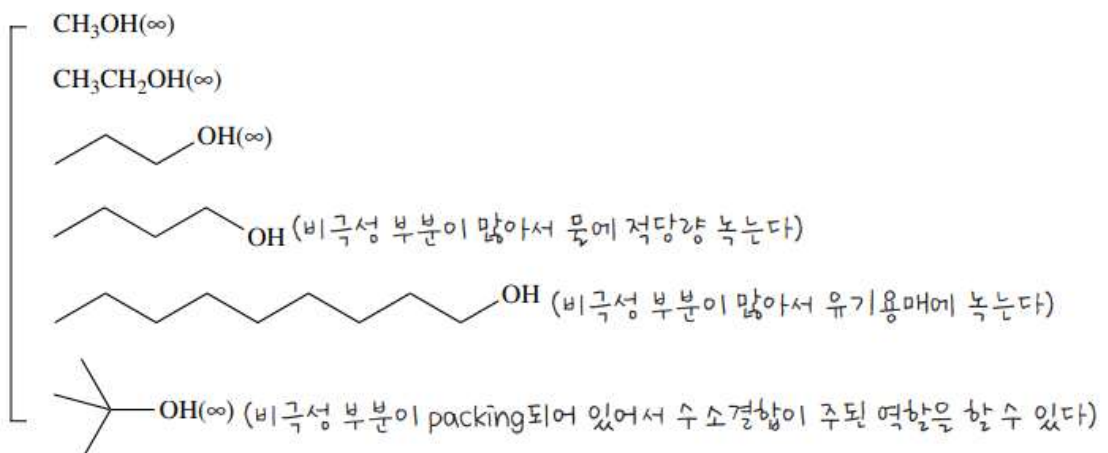 CH₃OH(∞)
CH₃CH₂OH(∞)
OH(∞)
OH (비극성 부분이 많아서 물에 적당량 녹는다)
OH (비극성 부분이 많아서 유기용매에 녹는다)
OH(∞) (비극성 부분이 packing되어 있어서 수소결합이 주된 역할을 할 수 있다)